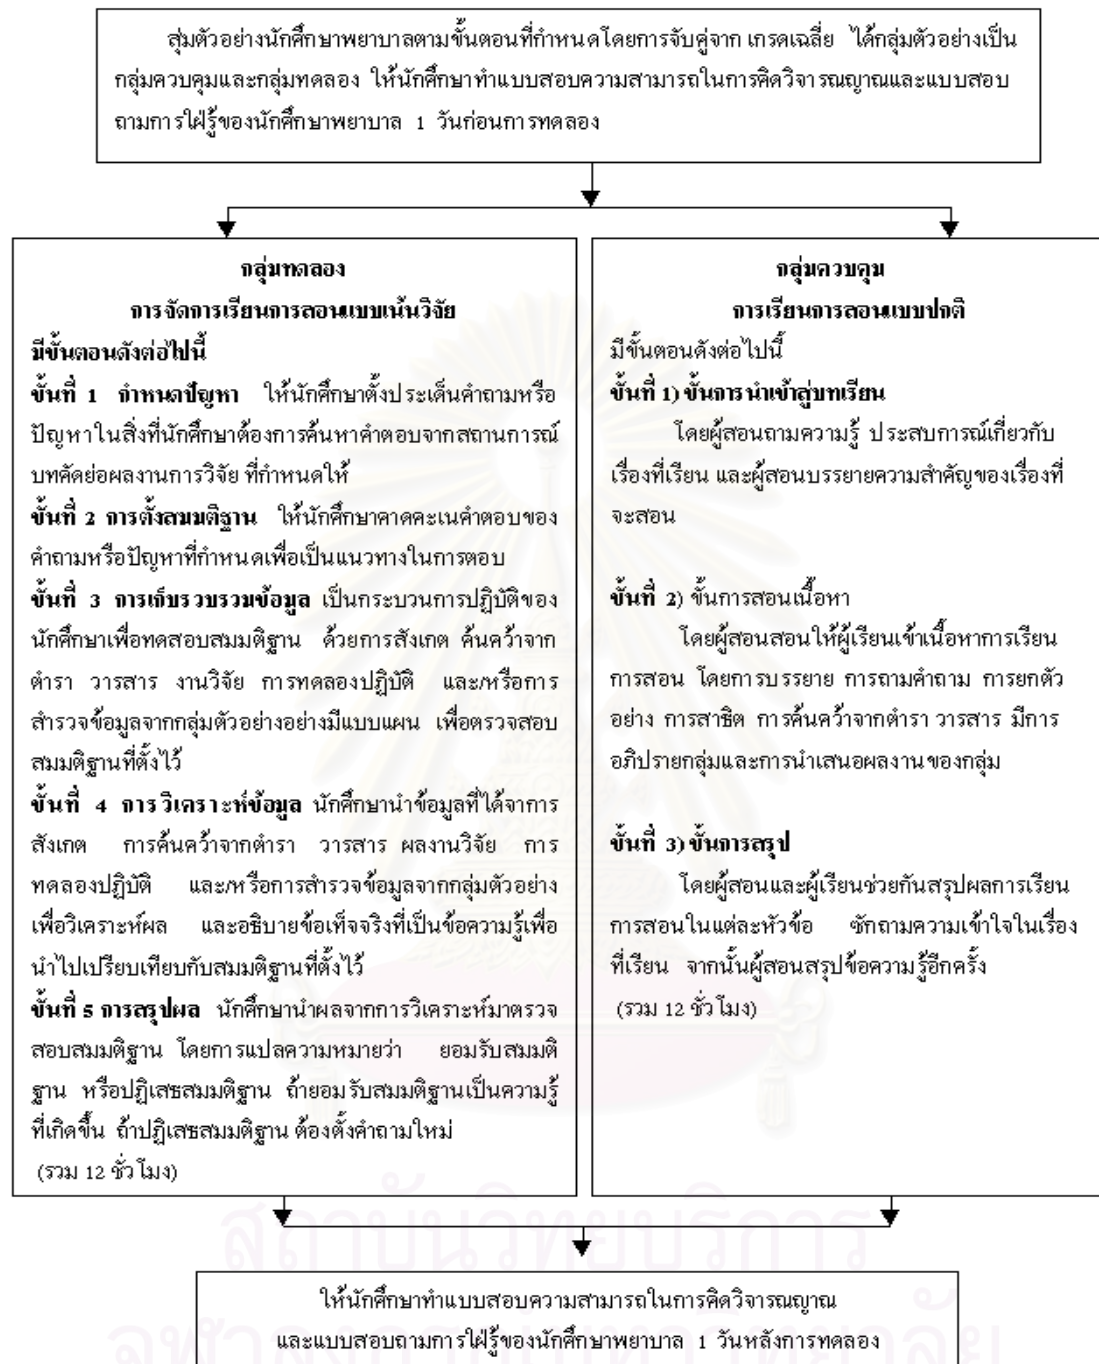 สุ่มตัวอย่างนักศึกษาพยาบาลตามขั้นตอนที่กำหนดโดยการจับคู่จาก เกรดเฉลี่ย ได้กลุ่มตัวอย่างเป็น
กลุ่มควบคุมและกลุ่มทดลอง ให้นักศึกษาทำแบบสอบความสามารถในการคิดวิจารณญาณและแบบสอบ
ถามการใฝ่รู้ของนักศึกษาพยาบาล 1 วันก่อนการทดลอง
กลุ่มทดลอง
การจัดการเรียนการสอนแบบเน้นวิจัย
มีขั้นตอนดังต่อไปนี้
ขั้นที่ 1 กำหนดปัญหา ให้นักศึกษาตั้งประเด็นคำถามหรือ
ปัญหาในสิ่งที่นักศึกษาต้องการค้นหาคำตอบจากสถานการณ์
บทคัดย่อผลงานการวิจัย ที่กำหนดให้
ขั้นที่ 2 การตั้งสมมติฐาน ให้นักศึกษาคาดคะเนคำตอบของ
คำถามหรือปัญหาที่กำหนดเพื่อเป็นแนวทางในการตอบ
ขั้นที่ 3 การเก็บรวบรวมข้อมูล เป็นกระบวนการปฏิบัติของ
นักศึกษาเพื่อทดสอบสมมติฐาน ด้วยการสังเกต ค้นคว้าจาก
ตำรา วารสาร งานวิจัย การทดลองปฏิบัติ และ/หรือการ
สำรวจข้อมูลจากกลุ่มตัวอย่างอย่างมีแบบแผน เพื่อตรวจสอบ
สมมติฐานที่ตั้งไว้
ขั้นที่ 4 การวิเคราะห์ข้อมูล นักศึกษานำข้อมูลที่ได้จาการ
สังเกต การค้นคว้าจากตำรา วารสาร ผลงานวิจัย การ
ทดลองปฏิบัติ และ/หรือการสำรวจข้อมูลจากกลุ่มตัวอย่าง
เพื่อวิเคราะห์ผล และอธิบายข้อเท็จจริงที่เป็นข้อความรู้เพื่อ
นำไปเปรียบเทียบกับสมมติฐานที่ตั้งไว้
ขั้นที่ 5 การสรุปผล นักศึกษานำผลจากการวิเคราะห์มาตรวจ
สอบสมมติฐาน โดยการแปลความหมายว่า ยอมรับสมมติ
ฐาน หรือปฏิเสธสมมติฐาน ถ้ายอมรับสมมติฐานเป็นความรู้
ที่เกิดขึ้น ถ้าปฏิเสธสมมติฐาน ต้องตั้งคำถามใหม่
(รวม 12 ชั่วโมง)
กลุ่มควบคุม
การเรียนการสอนแบบปกติ
มีขั้นตอนดังต่อไปนี้
ขั้นที่ 1) ขั้นการนำเข้าสู่บทเรียน
โดยผู้สอนถามความรู้ ประสบการณ์เกี่ยวกับ
เรื่องที่เรียน และผู้สอนบรรยายความสำคัญของเรื่องที่
จะสอน
ขั้นที่ 2) ขั้นการสอนเนื้อหา
โดยผู้สอนสอนให้ผู้เรียนเข้าเนื้อหาการเรียน
การสอน โดยการบรรยาย การถามคำถาม การยกตัว
อย่าง การสาธิต การค้นคว้าจากตำรา วารสาร มีการ
อภิปรายกลุ่มและการนำเสนอผลงานของกลุ่ม
ขั้นที่ 3) ขั้นการสรุป
โดยผู้สอนและผู้เรียนช่วยกันสรุปผลการเรียน
การสอนในแต่ละหัวข้อ ซักถามความเข้าใจในเรื่อง
ที่เรียน จากนั้นผู้สอนสรุปข้อความรู้อีกครั้ง
(รวม 12 ชั่วโมง)
สถาบันวิทยบริการ
ให้นักศึกษาทำแบบสอบความสามารถในการคิดวิจารณญาณ
และแบบสอบถามการใฝ่รู้ของนักศึกษาพยาบาล 1 วันหลังการทดลอง
จุฬาลงกรณ์มหาวิทยาลัย